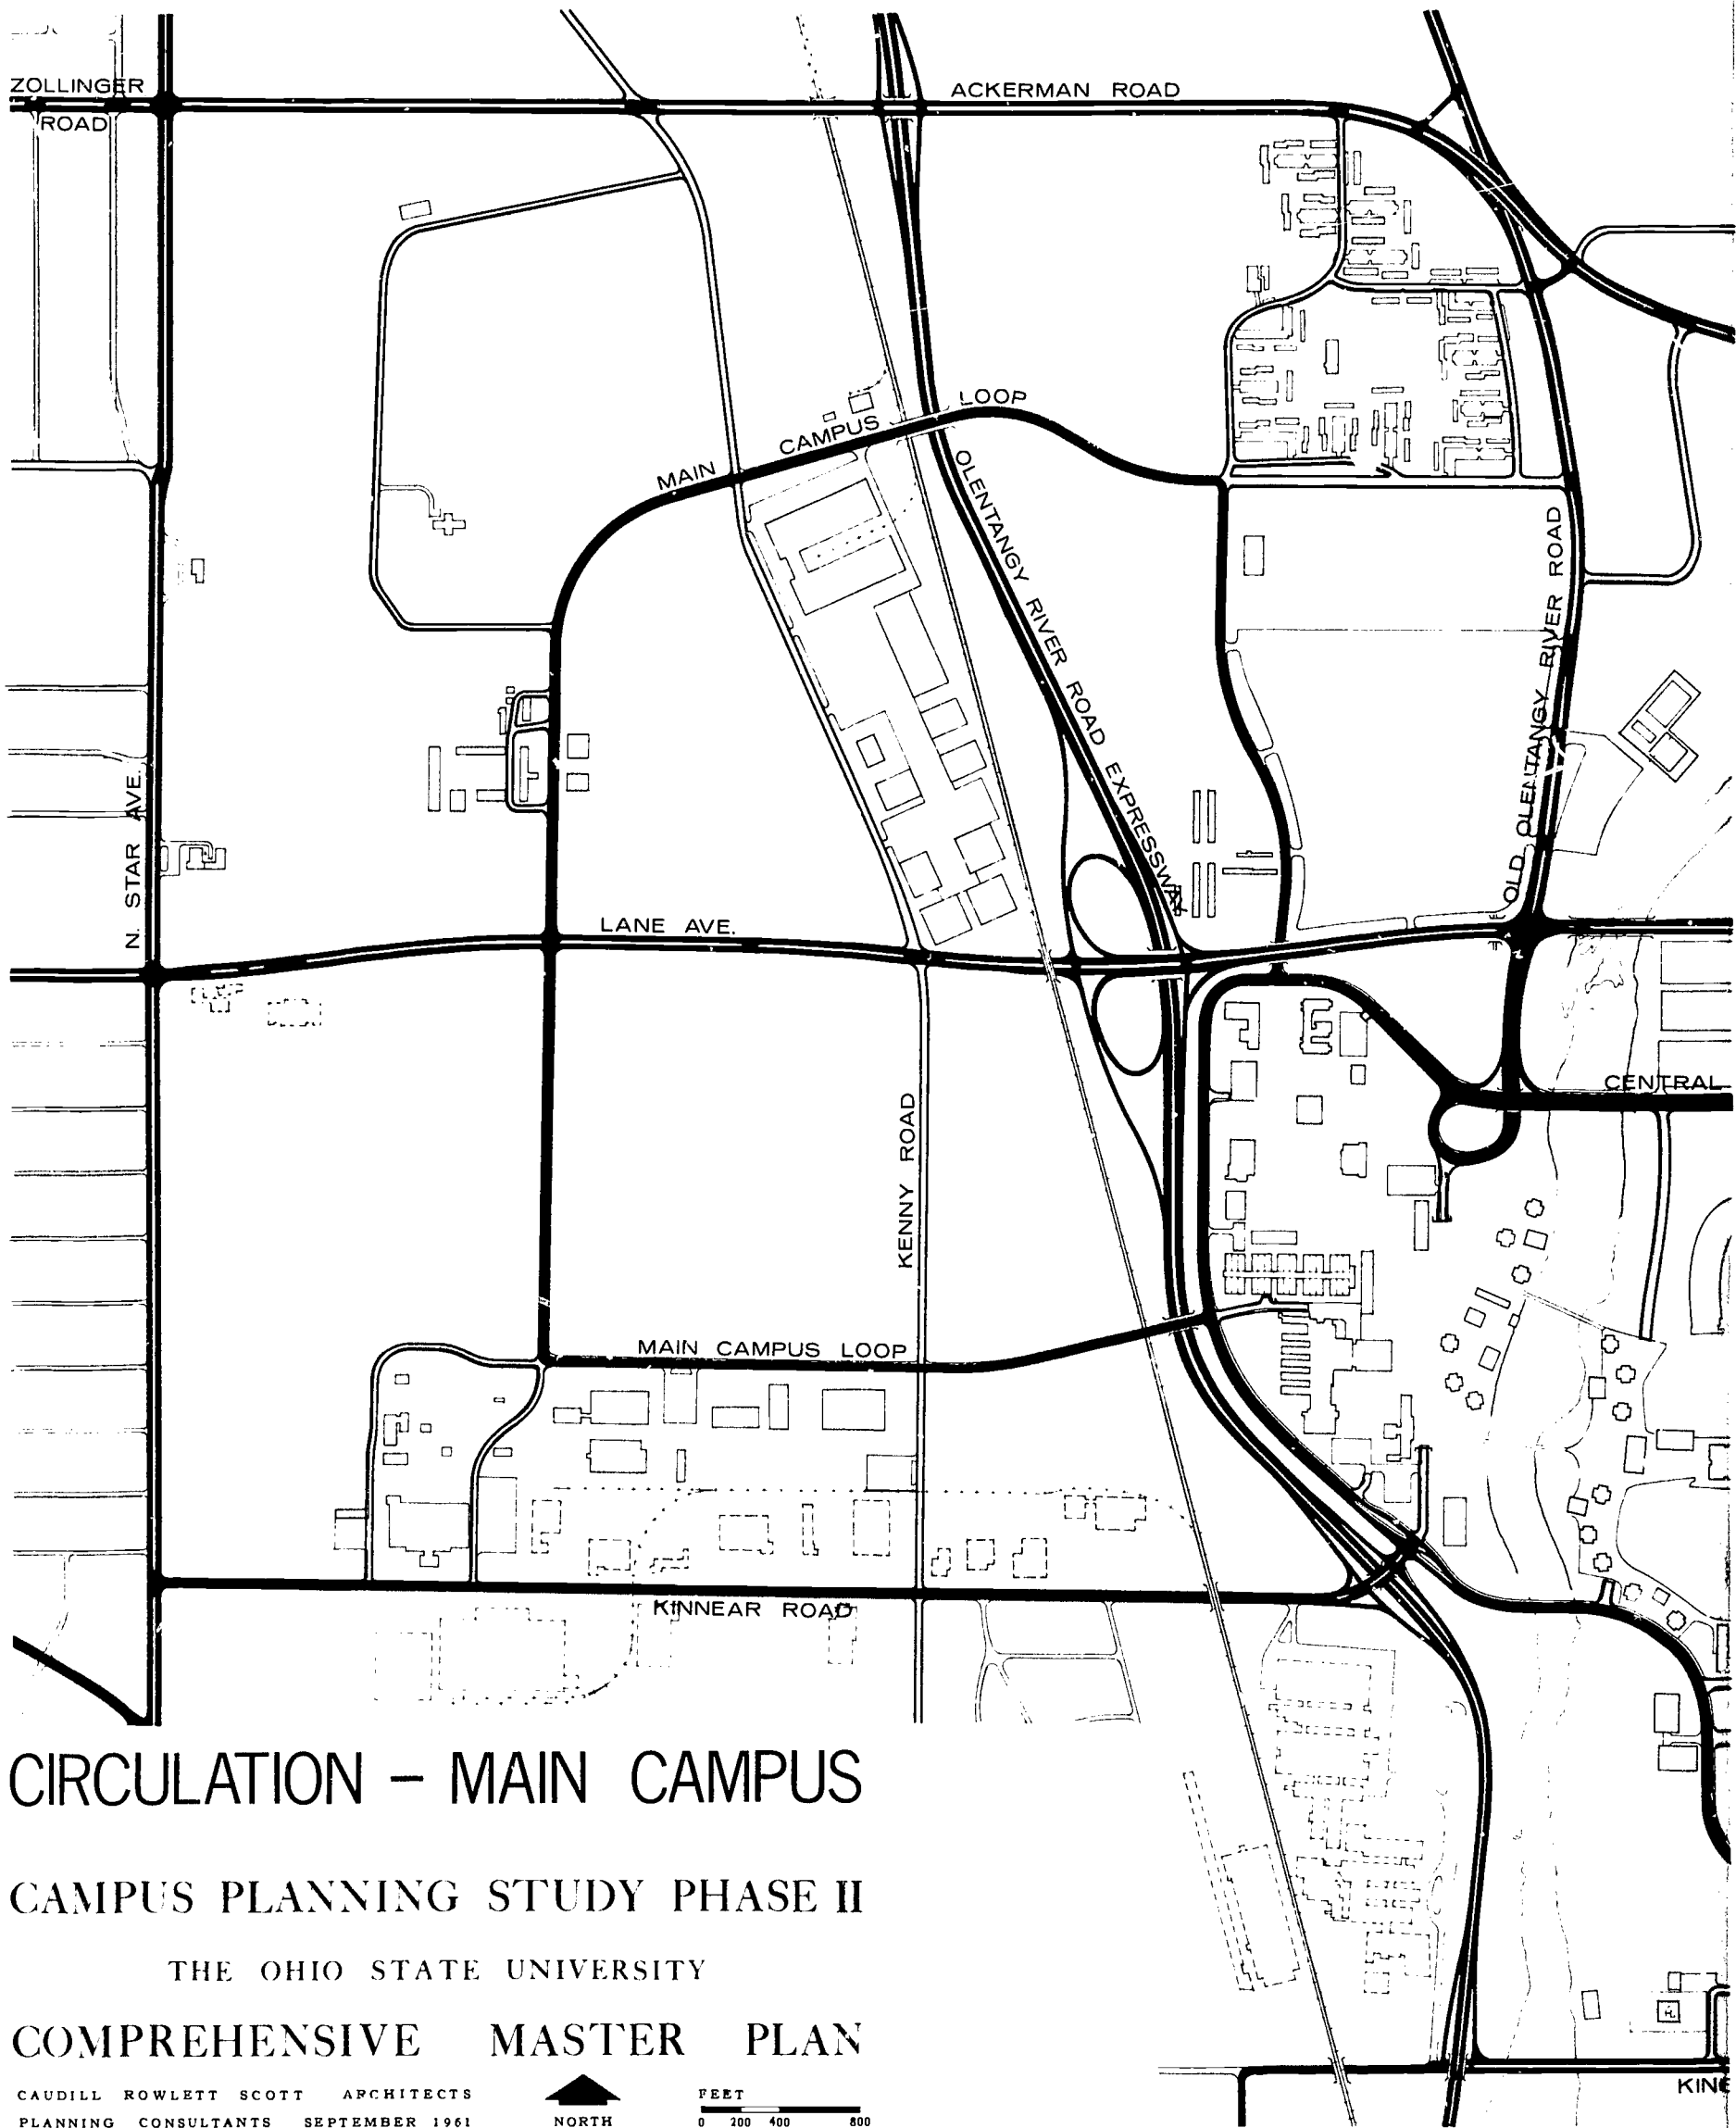 ZOLLINGER
ROAD
ACKERMAN ROAD
MAIN CAMPUS LOOP
OLENTANGY RIVER ROAD EXPRESSWAY
OLD OLENTANGY RIVER ROAD
N. STAR AVE.
LANE AVE.
CENTRAL
KENNY ROAD
MAIN CAMPUS LOOP
KINNEAR ROAD
CIRCULATION – MAIN CAMPUS
CAMPUS PLANNING STUDY PHASE II
THE OHIO STATE UNIVERSITY
COMPREHENSIVE MASTER PLAN
CAUDILL ROWLETT SCOTT ARCHITECTS
PLANNING CONSULTANTS SEPTEMBER 1961
NORTH
FEET
0 200 400 800